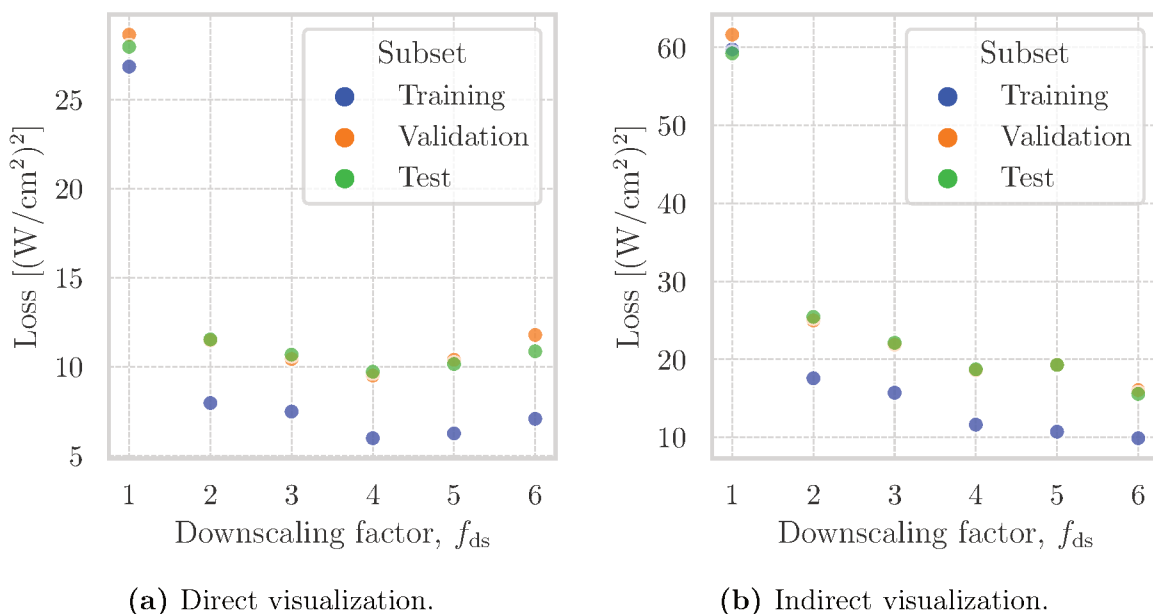 Loss [(W/cm²)²]
25
20
15
10
5
Subset
Training
Validation
Test
1 2 3 4 5 6
Downscaling factor, f_ds
(a) Direct visualization.
Loss [(W/cm²)²]
60
50
40
30
20
10
Subset
Training
Validation
Test
1 2 3 4 5 6
Downscaling factor, f_ds
(b) Indirect visualization.